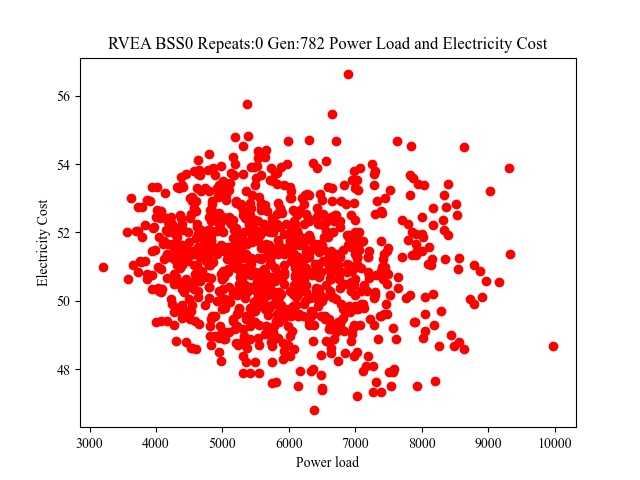 RVEA BSS0 Repeats:0 Gen:782 Power Load and Electricity Cost
Electricity Cost
56
54
52
50
48
3000 4000 5000 6000 7000 8000 9000 10000
Power load